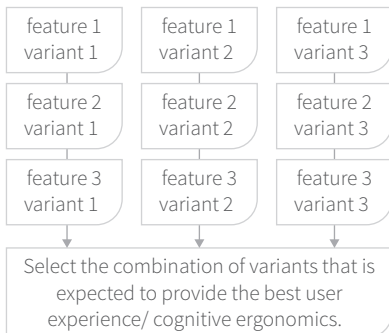 feature 1
variant 1
feature 1
variant 2
feature 1
variant 3
feature 2
variant 1
feature 2
variant 2
feature 2
variant 3
feature 3
variant 1
feature 3
variant 2
feature 3
variant 3
Select the combination of variants that is
expected to provide the best user
experience/ cognitive ergonomics.